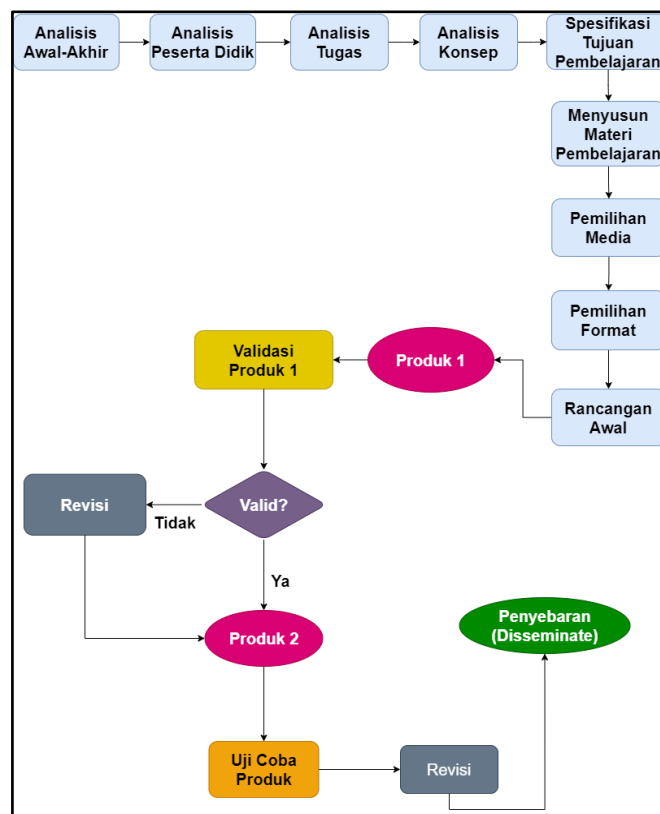 Analisis
Awal-Akhir
Analisis
Peserta Didik
Analisis
Tugas
Analisis
Konsep
Spesifikasi
Tujuan
Pembelajaran
Menyusun
Materi
Pembelajaran
Pemilihan
Media
Pemilihan
Format
Rancangan
Awal
Produk 1
Validasi
Produk 1
Valid?
Tidak
Revisi
Ya
Produk 2
Uji Coba
Produk
Revisi
Penyebaran
(Disseminate)